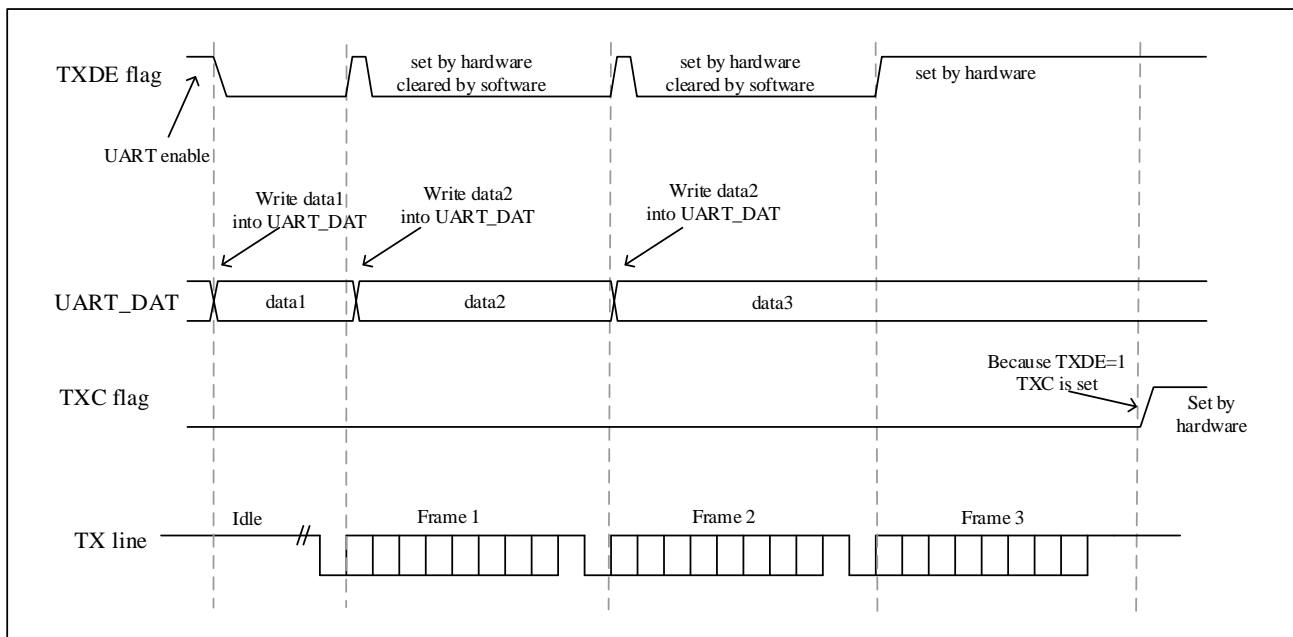 TXDE flag
set by hardware
cleared by software
set by hardware
cleared by software
set by hardware
UART enable
Write data1
into UART_DAT
Write data2
into UART_DAT
Write data2
into UART_DAT
UART_DAT
data1
data2
data3
Because TXDE=1
TXC is set
TXC flag
Set by
hardware
Idle
Frame 1
Frame 2
Frame 3
TX line